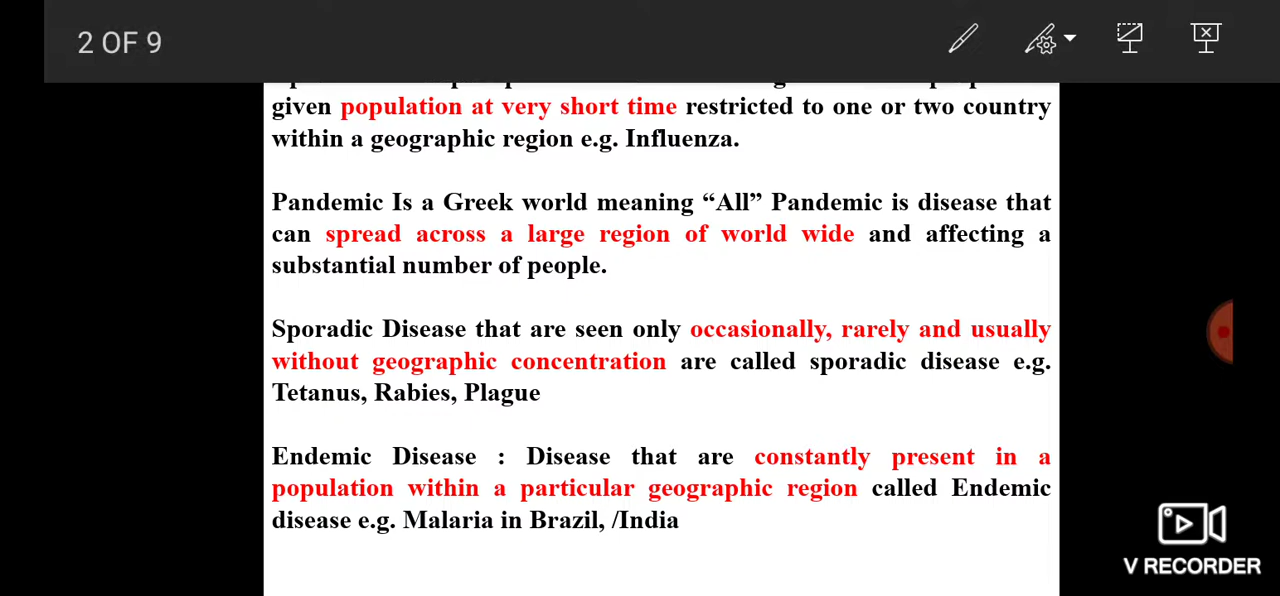 2 OF 9
given population at very short time restricted to one or two country
within a geographic region e.g. Influenza.
Pandemic Is a Greek world meaning “All” Pandemic is disease that
can spread across a large region of world wide and affecting a
substantial number of people.
Sporadic Disease that are seen only occasionally, rarely and usually
without geographic concentration are called sporadic disease e.g.
Tetanus, Rabies, Plague
Endemic Disease : Disease that are constantly present in a
population within a particular geographic region called Endemic
disease e.g. Malaria in Brazil, /India
V RECORDER